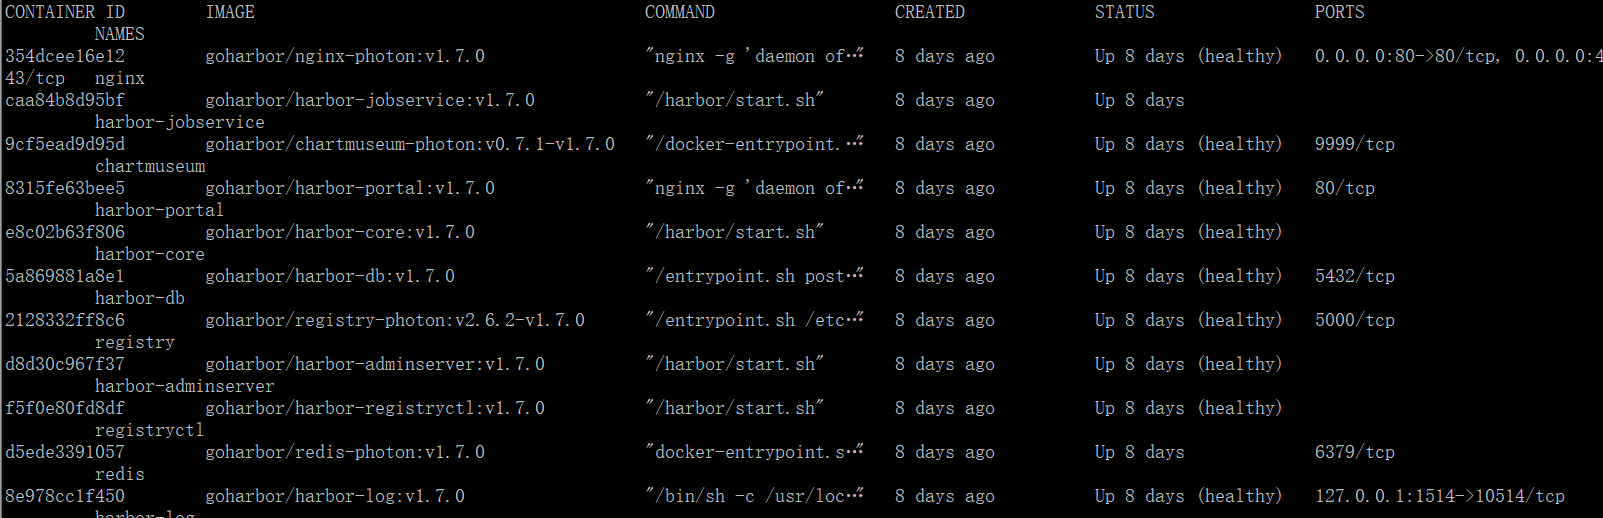 CONTAINER ID        IMAGE                                    COMMAND                  CREATED             STATUS                PORTS
         NAMES
354dcee16e12        goharbor/nginx-photon:v1.7.0             "nginx -g 'daemon of…"   8 days ago          Up 8 days (healthy)   0.0.0.0:80->80/tcp, 0.0.0.0:4
43/tcp   nginx
caa84b8d95bf        goharbor/harbor-jobservice:v1.7.0        "/harbor/start.sh"       8 days ago          Up 8 days
         harbor-jobservice
9cf5ead9d95d        goharbor/chartmuseum-photon:v0.7.1-v1.7.0   "/docker-entrypoint.…"   8 days ago          Up 8 days (healthy)   9999/tcp
         chartmuseum
8315fe63bee5        goharbor/harbor-portal:v1.7.0            "nginx -g 'daemon of…"   8 days ago          Up 8 days (healthy)   80/tcp
         harbor-portal
e8c02b63f806        goharbor/harbor-core:v1.7.0              "/harbor/start.sh"       8 days ago          Up 8 days (healthy)
         harbor-core
5a869881a8e1        goharbor/harbor-db:v1.7.0                "/entrypoint.sh post…"   8 days ago          Up 8 days (healthy)   5432/tcp
         harbor-db
2128332ff8c6        goharbor/registry-photon:v2.6.2-v1.7.0   "/entrypoint.sh /etc…"   8 days ago          Up 8 days (healthy)   5000/tcp
         registry
d8d30c967f37        goharbor/harbor-adminserver:v1.7.0       "/harbor/start.sh"       8 days ago          Up 8 days (healthy)
         harbor-adminserver
f5f0e80fd8df        goharbor/harbor-registryctl:v1.7.0       "/harbor/start.sh"       8 days ago          Up 8 days (healthy)
         registryctl
d5ede3391057        goharbor/redis-photon:v1.7.0             "docker-entrypoint.s…"   8 days ago          Up 8 days             6379/tcp
         redis
8e978cc1f450        goharbor/harbor-log:v1.7.0               "/bin/sh -c /usr/loc…"   8 days ago          Up 8 days (healthy)   127.0.0.1:1514->10514/tcp
         harbor-log